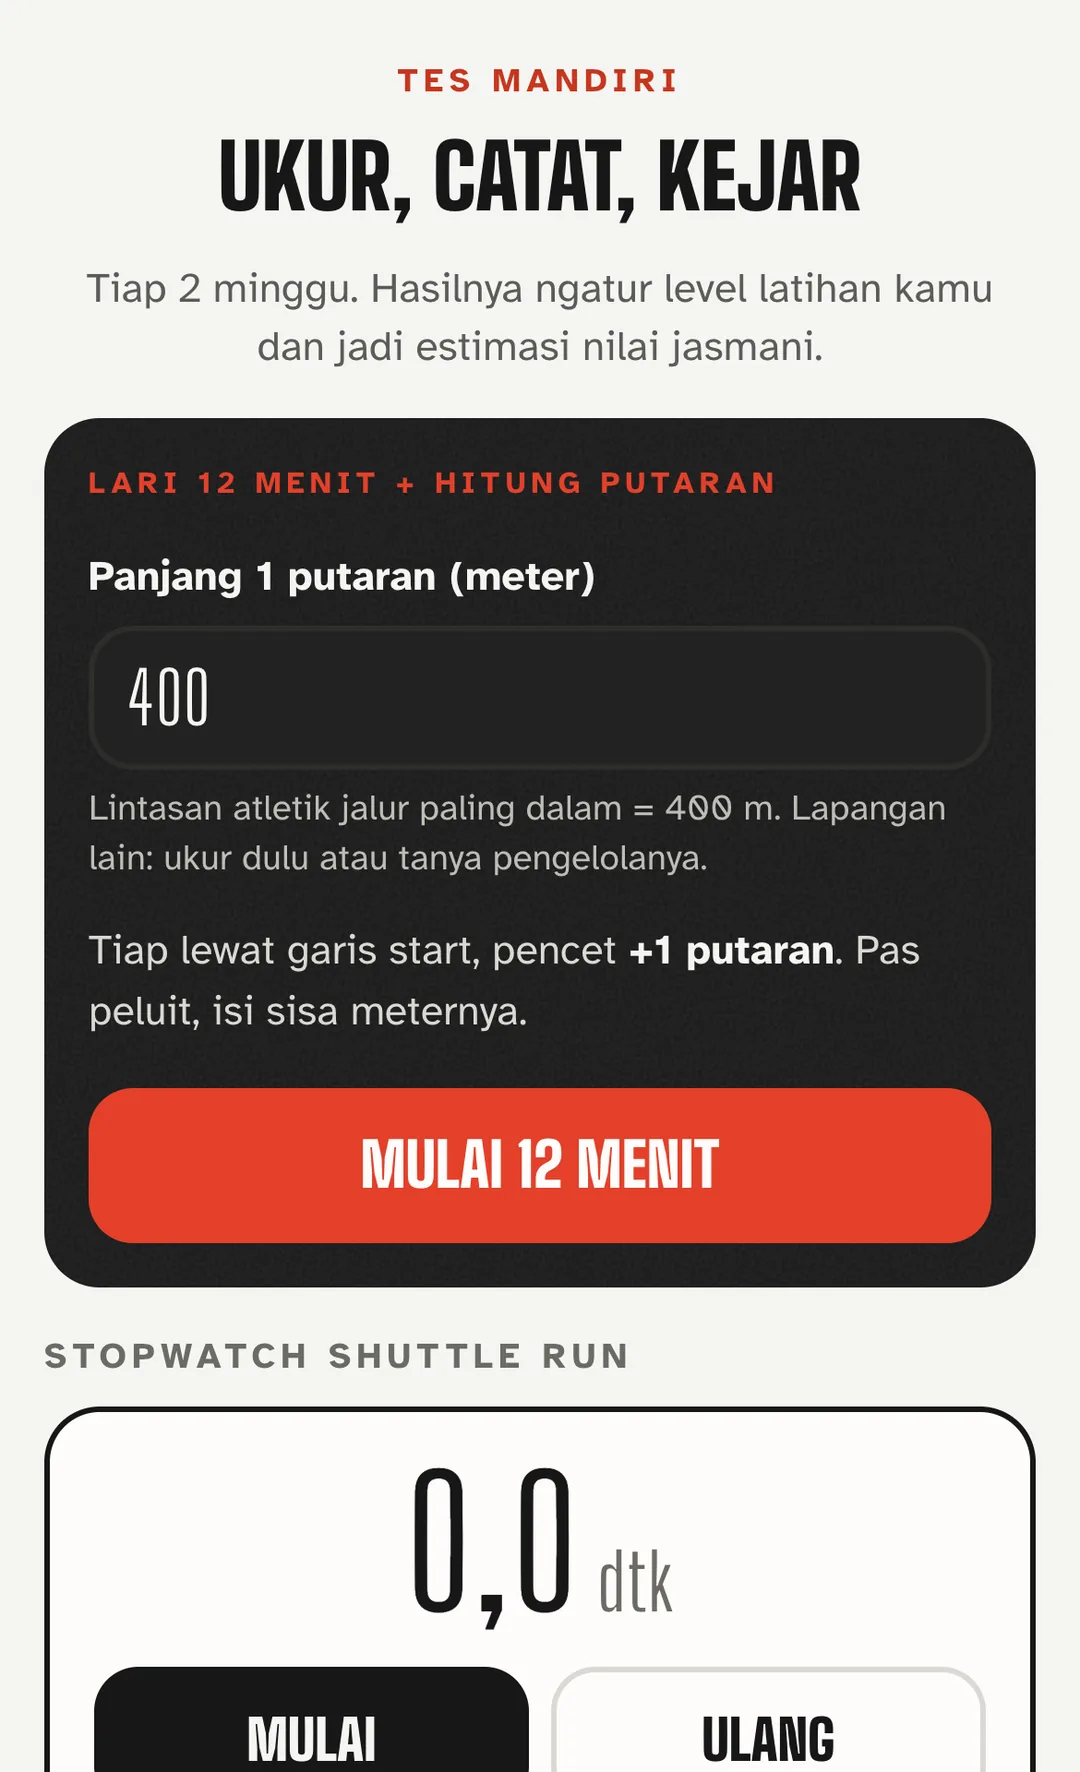 TES MANDIRI
UKUR, CATAT, KEJAR
Tiap 2 minggu. Hasilnya ngatur level latihan kamu
dan jadi estimasi nilai jasmani.
LARI 12 MENIT + HITUNG PUTARAN
Panjang 1 putaran (meter)
400
Lintasan atletik jalur paling dalam = 400 m. Lapangan
lain: ukur dulu atau tanya pengelolanya.
Tiap lewat garis start, pencet +1 putaran. Pas
peluit, isi sisa meternya.
MULAI 12 MENIT
STOPWATCH SHUTTLE RUN
0,0 dtk
MULAI
ULANG